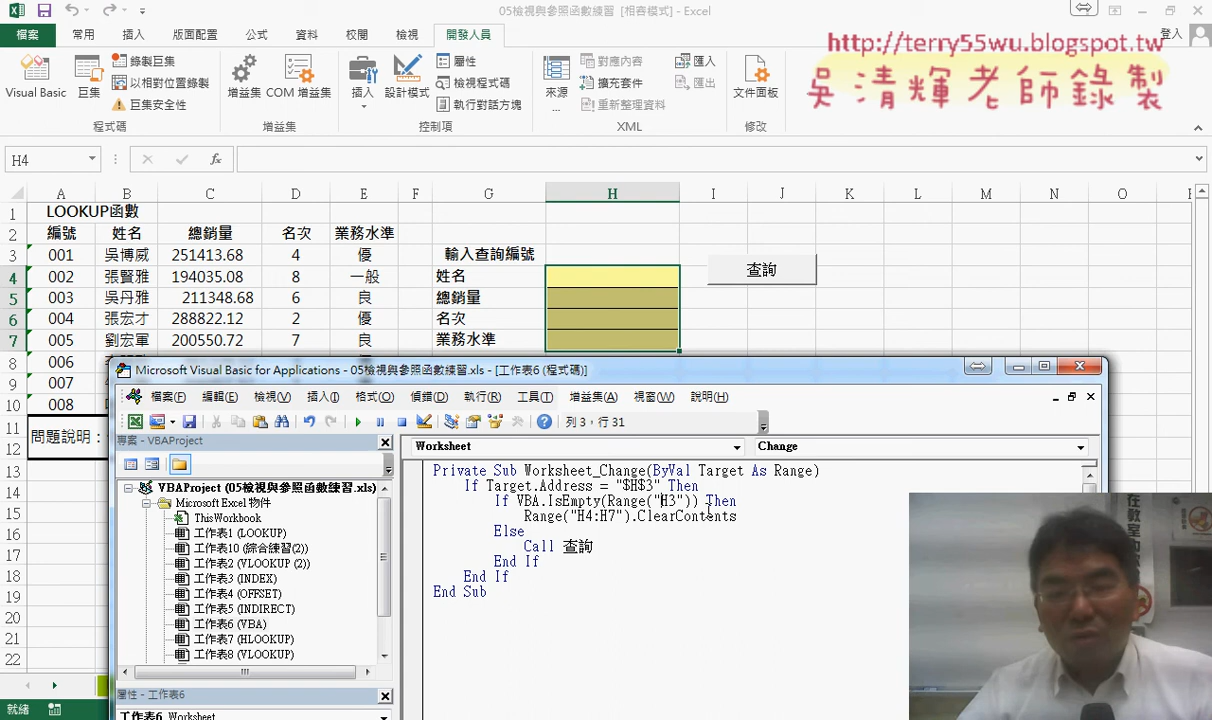 05檢視與參照函數練習 [相容模式] - Excel
檔案 常用 插入 版面配置 公式 資料 校閱 檢視 開發人員 登入
http://terry55wu.blogspot.tw
吳清輝老師錄製
Visual Basic 巨集 錄製巨集 以相對位置錄製 巨集安全性
增益集 COM 增益集
插入 設計模式 屬性 檢視程式碼 執行對話方塊
來源 對應內容 擴充套件 重新整理資料 匯入 匯出
文件面板
程式碼 增益集 控制項 XML 修改
H4 fx
A B C D E F G H I J K L M N O
1 LOOKUP函數
2 編號 姓名 總銷量 名次 業務水準
3 001 吳博威 251413.68 4 優 輸入查詢編號
4 002 張賢雅 194035.08 8 一般 姓名 查詢
5 003 吳丹雅 211348.68 6 良 總銷量
6 004 張宏才 288822.12 2 優 名次
7 005 劉宏軍 200550.72 7 良 業務水準
8 006
9 007
10 008
11
問題說明：
12
13
14
15
16
17
18
19
20
21
22
就緒
Microsoft Visual Basic for Applications - 05檢視與參照函數練習.xls - [工作表6 (程式碼)]
檔案(F) 編輯(E) 檢視(V) 插入(I) 格式(O) 偵錯(D) 執行(R) 工具(T) 增益集(A) 視窗(W) 說明(H)
列 3，行 31
專案 - VBAProject
VBAProject (05檢視與參照函數練習.xls)
Microsoft Excel 物件
ThisWorkbook
工作表1 (LOOKUP)
工作表10 (綜合練習(2))
工作表2 (VLOOKUP (2))
工作表3 (INDEX)
工作表4 (OFFSET)
工作表5 (INDIRECT)
工作表6 (VBA)
工作表7 (HLOOKUP)
工作表8 (VLOOKUP)
屬性 - 工作表6
工作表6 Worksheet
Worksheet Change
Private Sub Worksheet_Change(ByVal Target As Range)
If Target.Address = "$H$3" Then
If VBA.IsEmpty(Range("H3")) Then
Range("H4:H7").ClearContents
Else
Call 查詢
End If
End If
End Sub